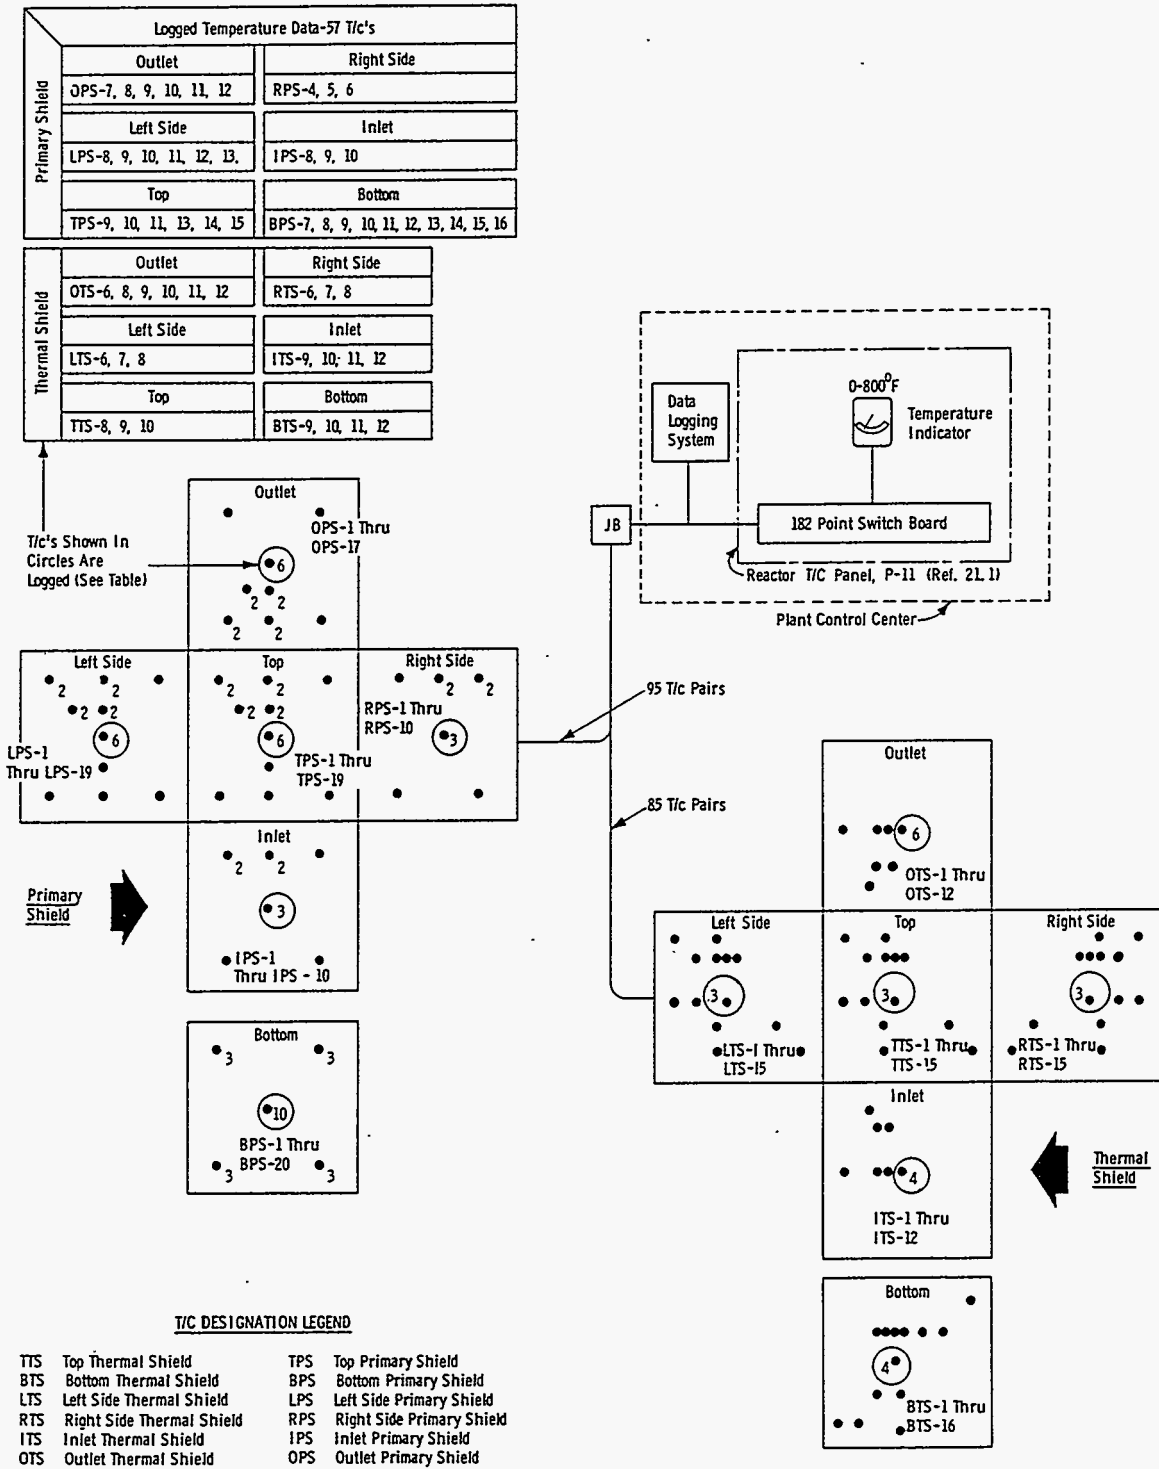 Logged Temperature Data-57 T/c's
Primary Shield
Outlet
Right Side
OPS-7, 8, 9, 10, 11, 12
RPS-4, 5, 6
Left Side
Inlet
LPS-8, 9, 10, 11, 12, 13.
IPS-8, 9, 10
Top
Bottom
TPS-9, 10, 11, 13, 14, 15
BPS-7, 8, 9, 10, 11, 12, 13, 14, 15, 16
Thermal Shield
Outlet
Right Side
OTS-6, 8, 9, 10, 11, 12
RTS-6, 7, 8
Left Side
Inlet
LTS-6, 7, 8
ITS-9, 10, 11, 12
Top
Bottom
TTS-8, 9, 10
BTS-9, 10, 11, 12
T/c's Shown In
Circles Are
Logged (See Table)
Outlet
OPS-1 Thru
OPS-17
6
2 2
2 2
Left Side
2 2
2 2
6
LPS-1
Thru LPS-19
Top
2 2
2 2
6
TPS-1 Thru
TPS-19
Right Side
2 2
RPS-1 Thru
RPS-10
3
Inlet
2 2
3
IPS-1
Thru IPS - 10
Primary
Shield
Bottom
3 3
10
BPS-1 Thru
BPS-20
3 3
Data
Logging
System
0-800°F
Temperature
Indicator
JB
182 Point Switch Board
Reactor T/C Panel, P-11 (Ref. 21.1)
Plant Control Center
95 T/c Pairs
85 T/c Pairs
Outlet
6
OTS-1 Thru
OTS-12
Left Side
3
LTS-1 Thru
LTS-15
Top
3
TTS-1 Thru
TTS-15
Right Side
3
RTS-1 Thru
RTS-15
Inlet
4
ITS-1 Thru
ITS-12
Thermal
Shield
Bottom
4
BTS-1 Thru
BTS-16
T/C DESIGNATION LEGEND
TTS Top Thermal Shield
BTS Bottom Thermal Shield
LTS Left Side Thermal Shield
RTS Right Side Thermal Shield
ITS Inlet Thermal Shield
OTS Outlet Thermal Shield
TPS Top Primary Shield
BPS Bottom Primary Shield
LPS Left Side Primary Shield
RPS Right Side Primary Shield
IPS Inlet Primary Shield
OPS Outlet Primary Shield